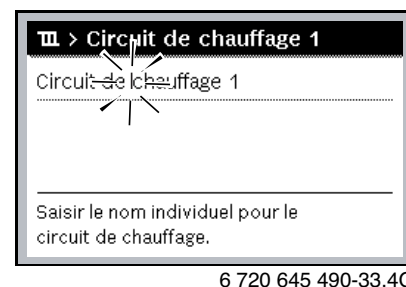 > Circuit de chauffage 1
Circuit de chauffage 1
Saisir le nom individuel pour le
circuit de chauffage.
6 720 645 490-33.4O